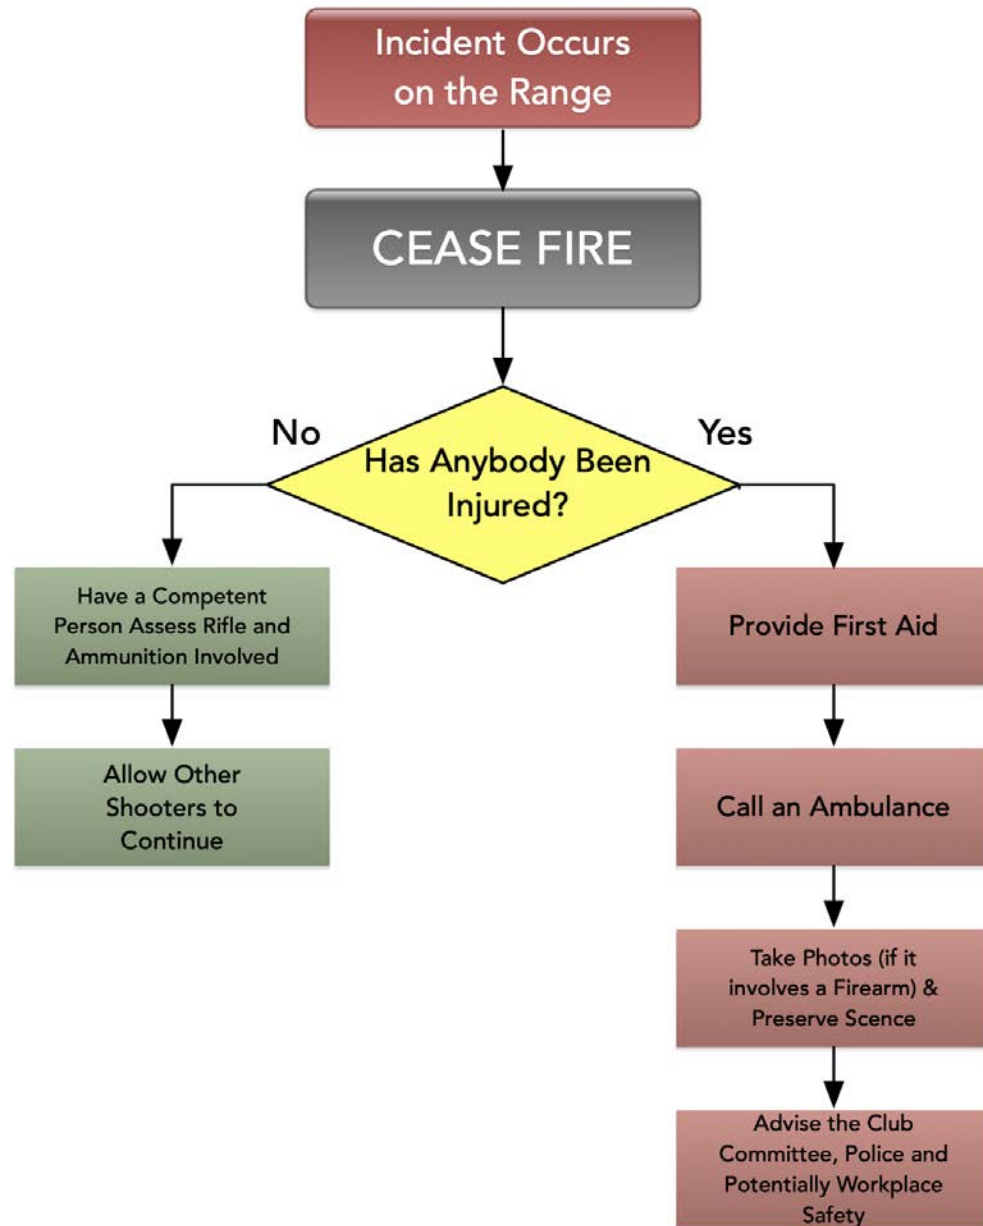 Incident Occurs
on the Range
CEASE FIRE
No
Yes
Has Anybody Been
Injured?
Have a Competent
Person Assess Rifle and
Ammunition Involved
Provide First Aid
Allow Other
Shooters to
Continue
Call an Ambulance
Take Photos (if it
involves a Firearm) &
Preserve Scence
Advise the Club
Committee, Police and
Potentially Workplace
Safety